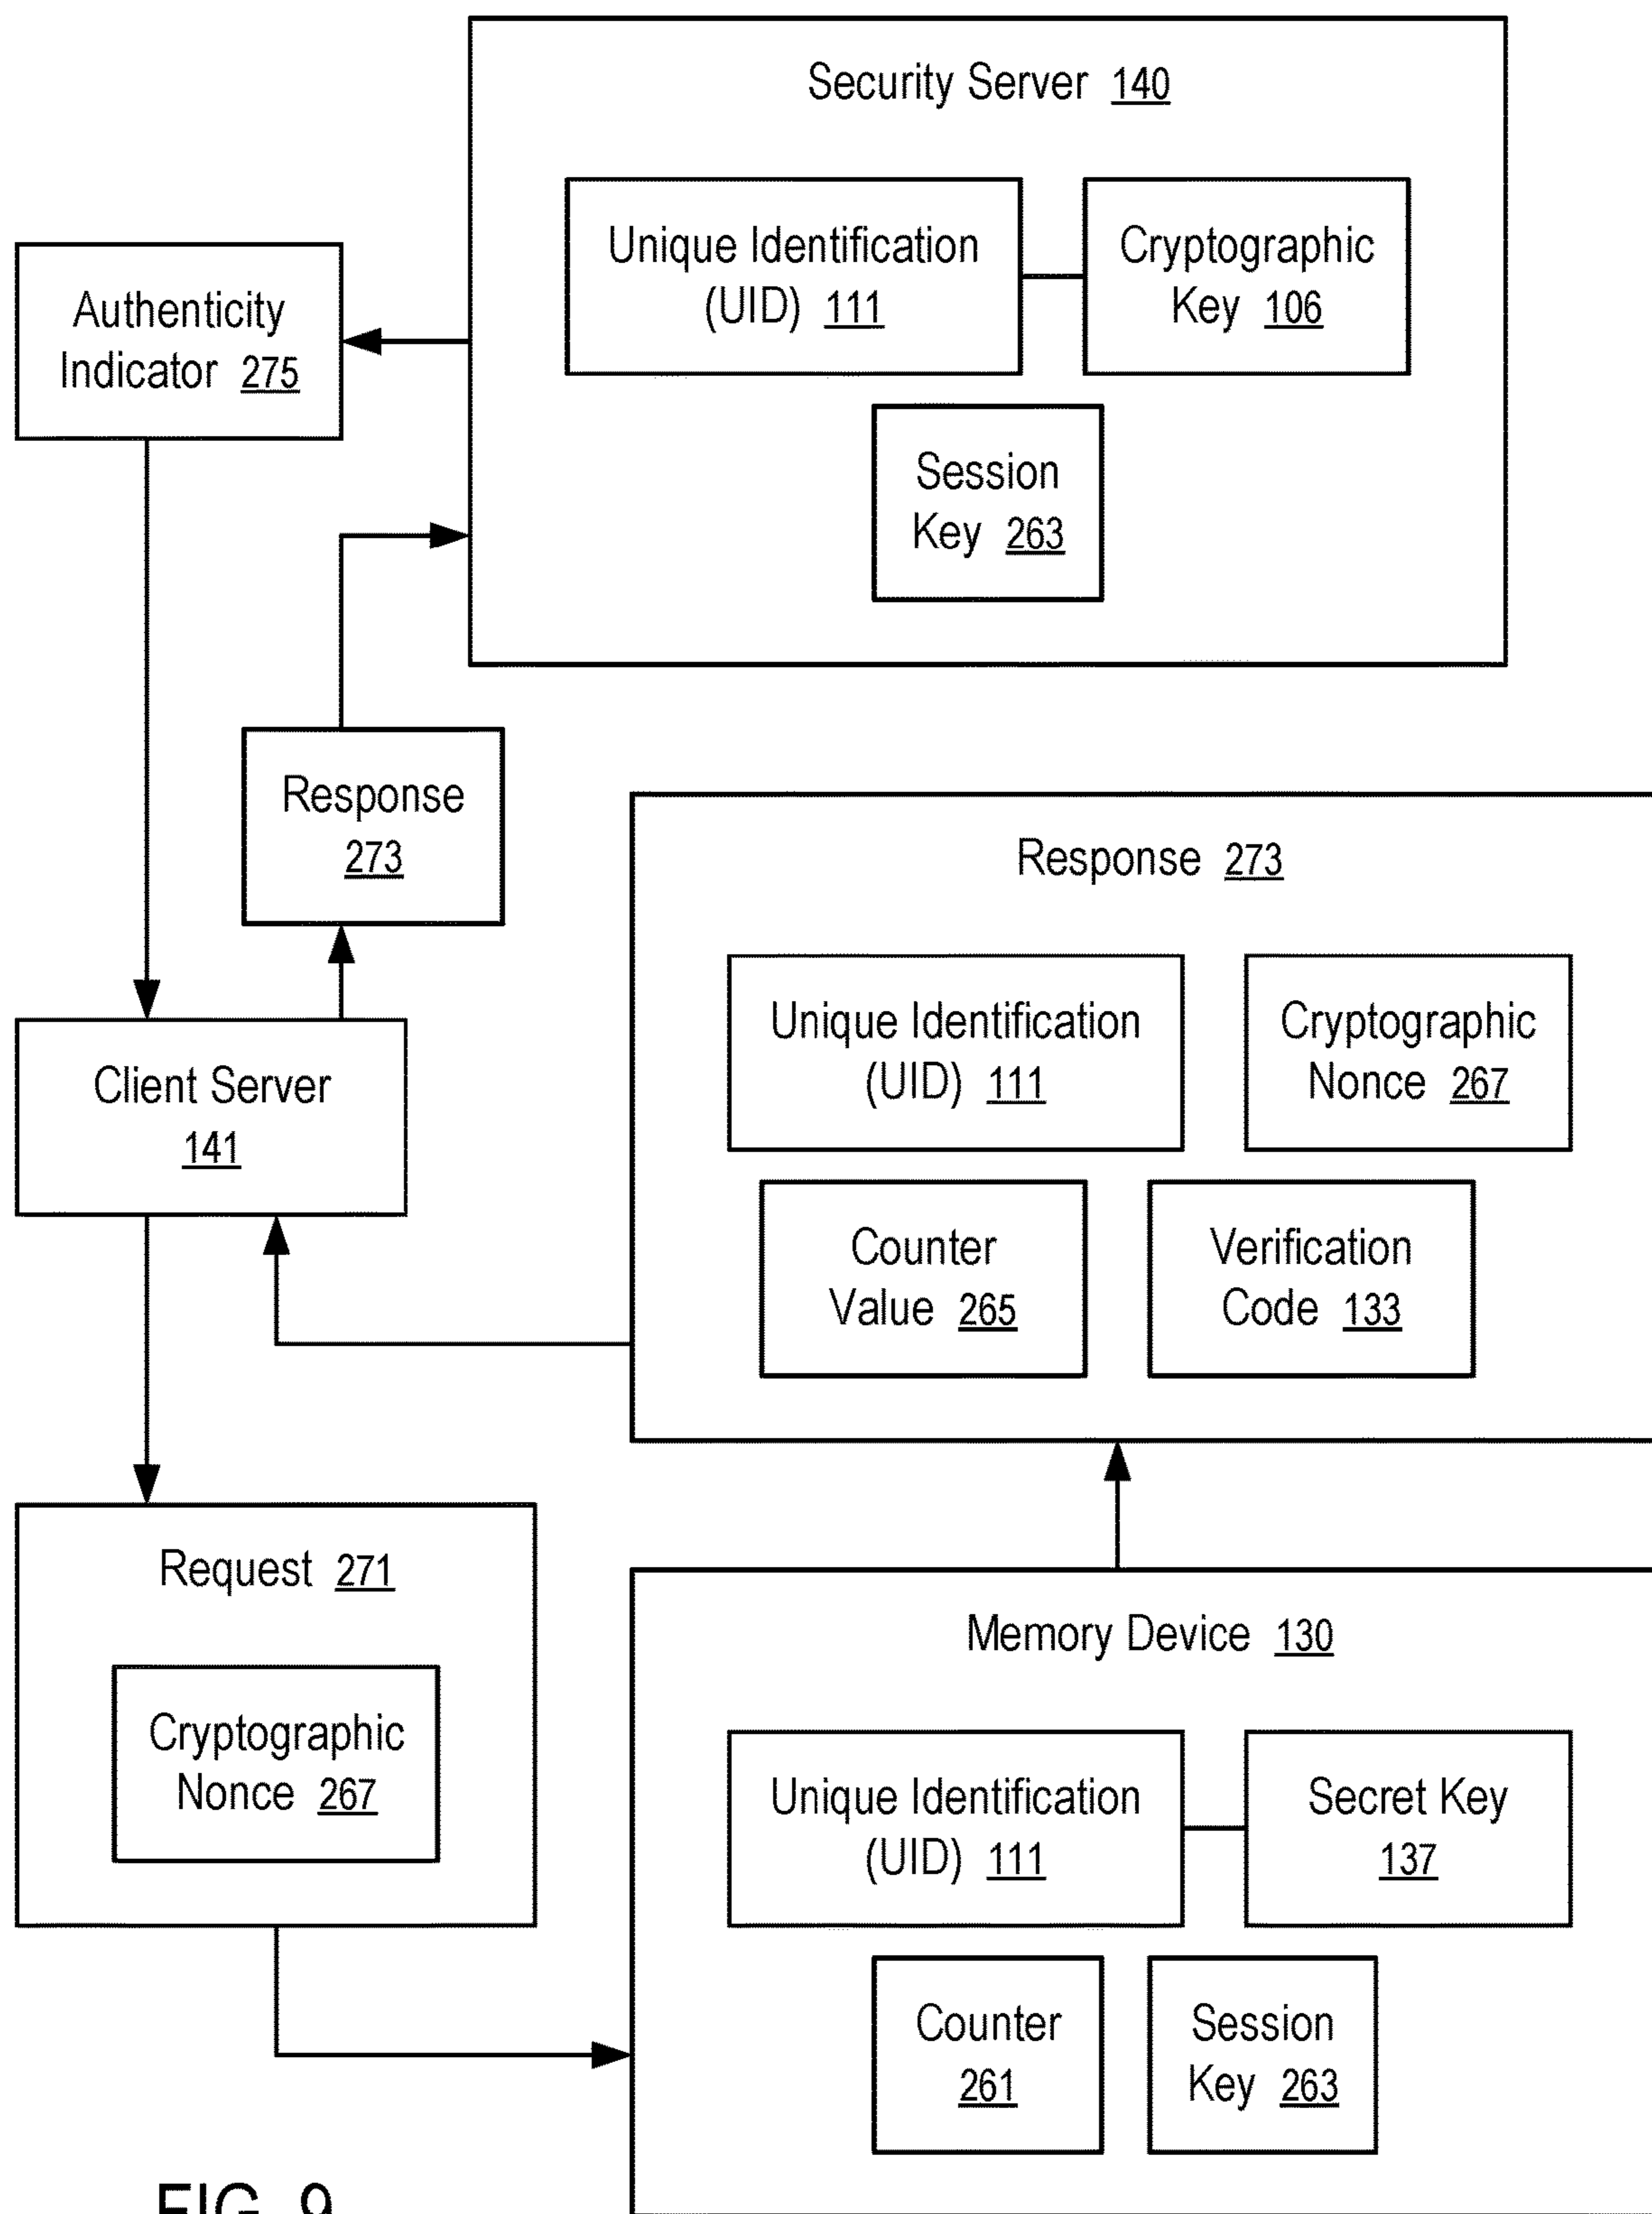 Security Server 140
Unique Identification
(UID) 111
Cryptographic
Key 106
Session
Key 263
Authenticity
Indicator 275
Response
273
Client Server
141
Response 273
Unique Identification
(UID) 111
Cryptographic
Nonce 267
Counter
Value 265
Verification
Code 133
Request 271
Cryptographic
Nonce 267
Memory Device 130
Unique Identification
(UID) 111
Secret Key
137
Counter
261
Session
Key 263
FIG. 9